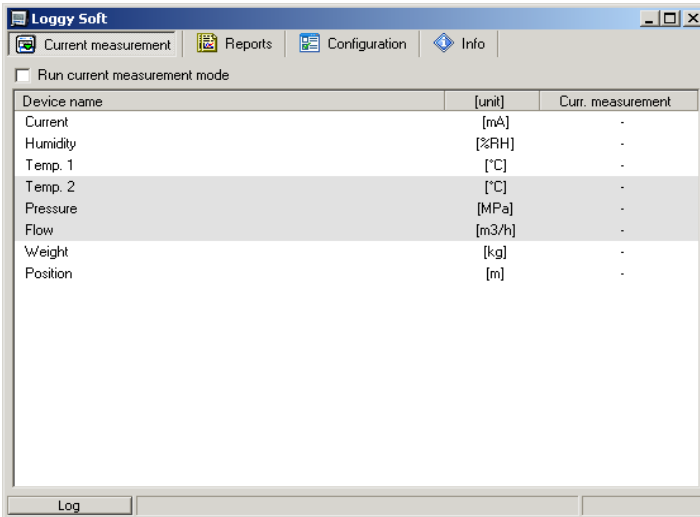 Loggy Soft
Current measurement Reports Configuration Info
Run current measurement mode
Device name [unit] Curr. measurement
Current [mA] -
Humidity [%RH] -
Temp. 1 [°C] -
Temp. 2 [°C] -
Pressure [MPa] -
Flow [m3/h] -
Weight [kg] -
Position [m] -
Log